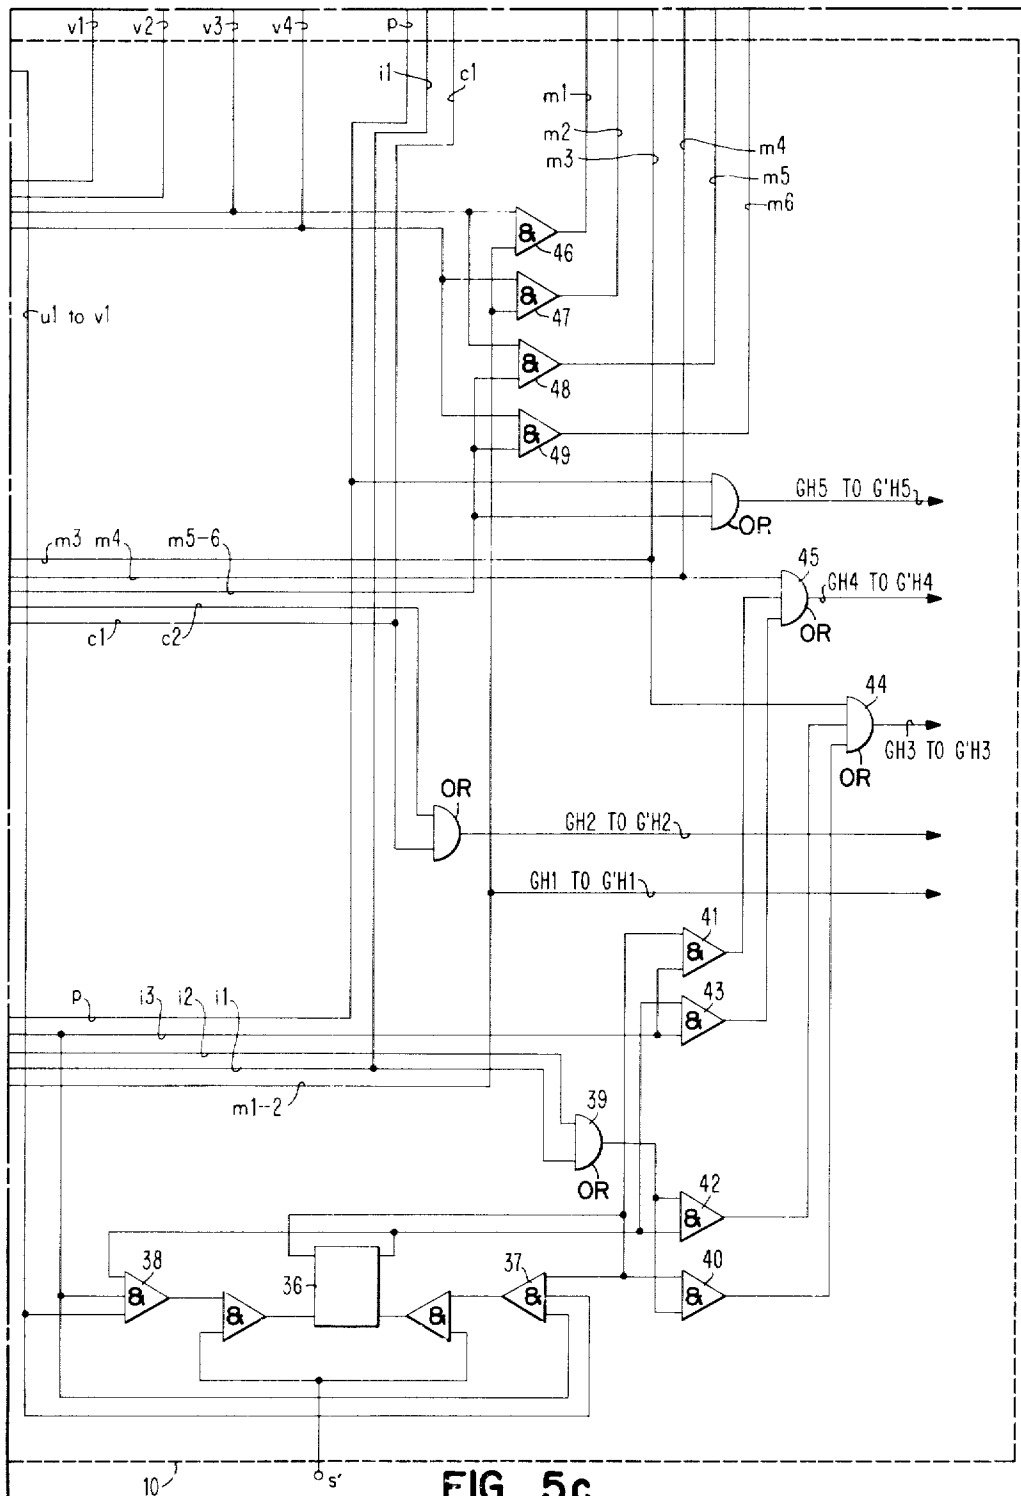 v1 v2 v3 v4 p
i1 c1
m1
m2
m3
m4
m5
m6
& 46
& 47
u1 to v1
& 48
& 49
GH5 TO G'H5
OR
m3 m4 m5-6
45
GH4 TO G'H4
OR
c1 c2
44
GH3 TO G'H3
OR
OR
GH2 TO G'H2
GH1 TO G'H1
41
&
p i3 i2 i1
43
&
m1-2
39
OR
42
&
38
&
36
37
&
40
&
&
&
10
s'
FIG. 5c